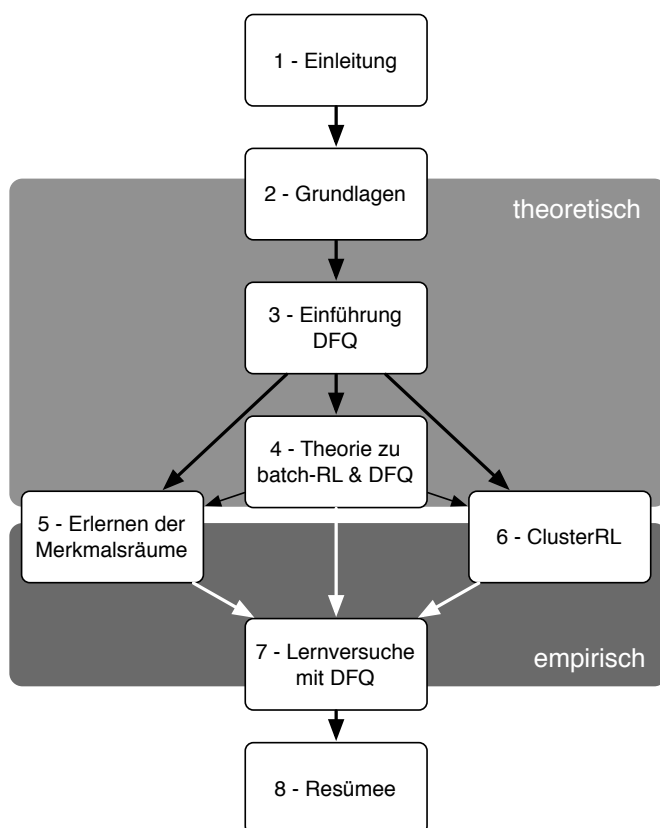 1 - Einleitung
2 - Grundlagen
theoretisch
3 - Einführung
DFQ
4 - Theorie zu
batch-RL & DFQ
5 - Erlernen der
Merkmalsräume
6 - ClusterRL
7 - Lernversuche
mit DFQ
empirisch
8 - Resümee